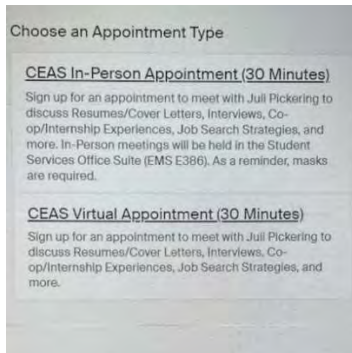 Choose an Appointment Type
CEAS In-Person Appointment (30 Minutes)
Sign up for an appointment to meet with Juli Pickering to
discuss Resumes/Cover Letters, Interviews, Co-
op/Internship Experiences, Job Search Strategies, and
more. In-Person meetings will be held in the Student
Services Office Suite (EMS E386). As a reminder, masks
are required.
CEAS Virtual Appointment (30 Minutes)
Sign up for an appointment to meet with Juli Pickering to
discuss Resumes/Cover Letters, Interviews, Co-
op/Internship Experiences, Job Search Strategies, and
more.